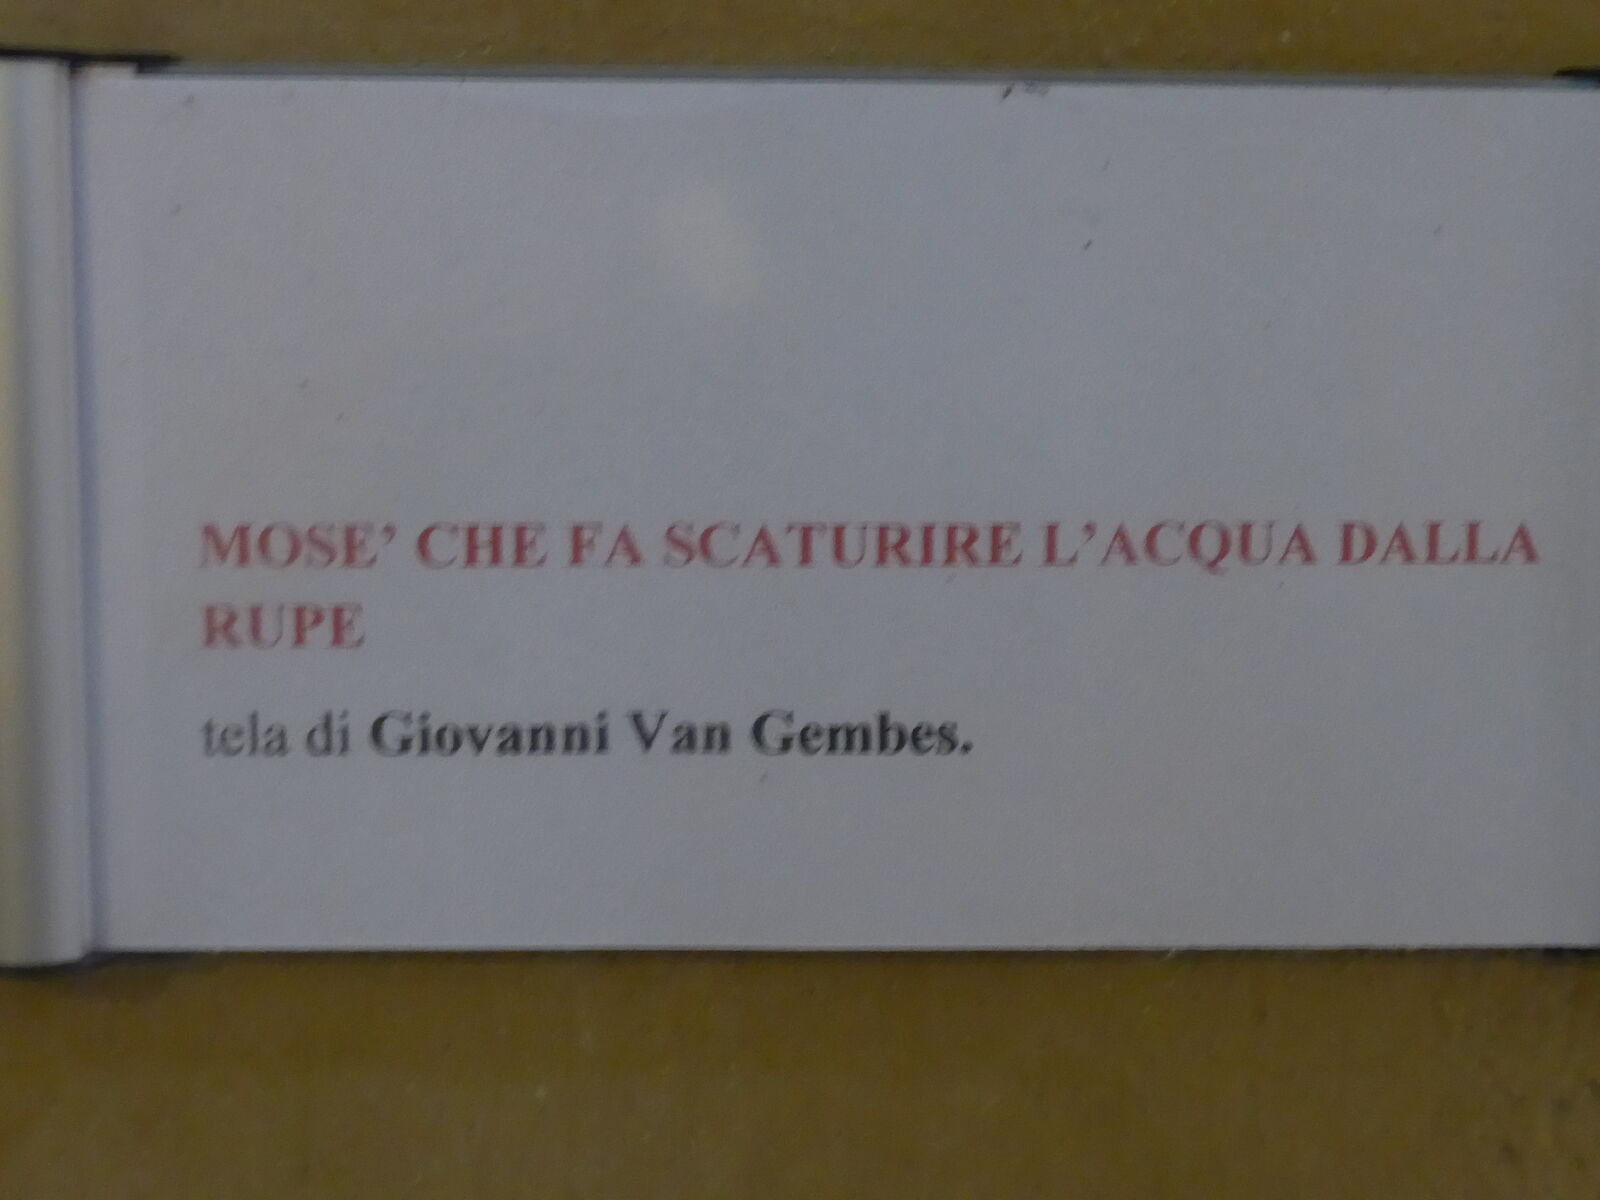 MOSE’ CHE FA SCATURIRE L’ACQUA DALLA
RUPE
tela di Giovanni Van Gembes.